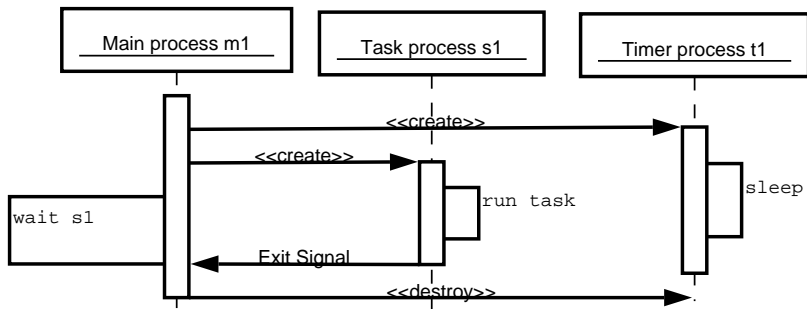 Main process m1
Task process s1
Timer process t1
<<create>>
<<create>>
sleep
run task
wait s1
Exit Signal
<<destroy>>